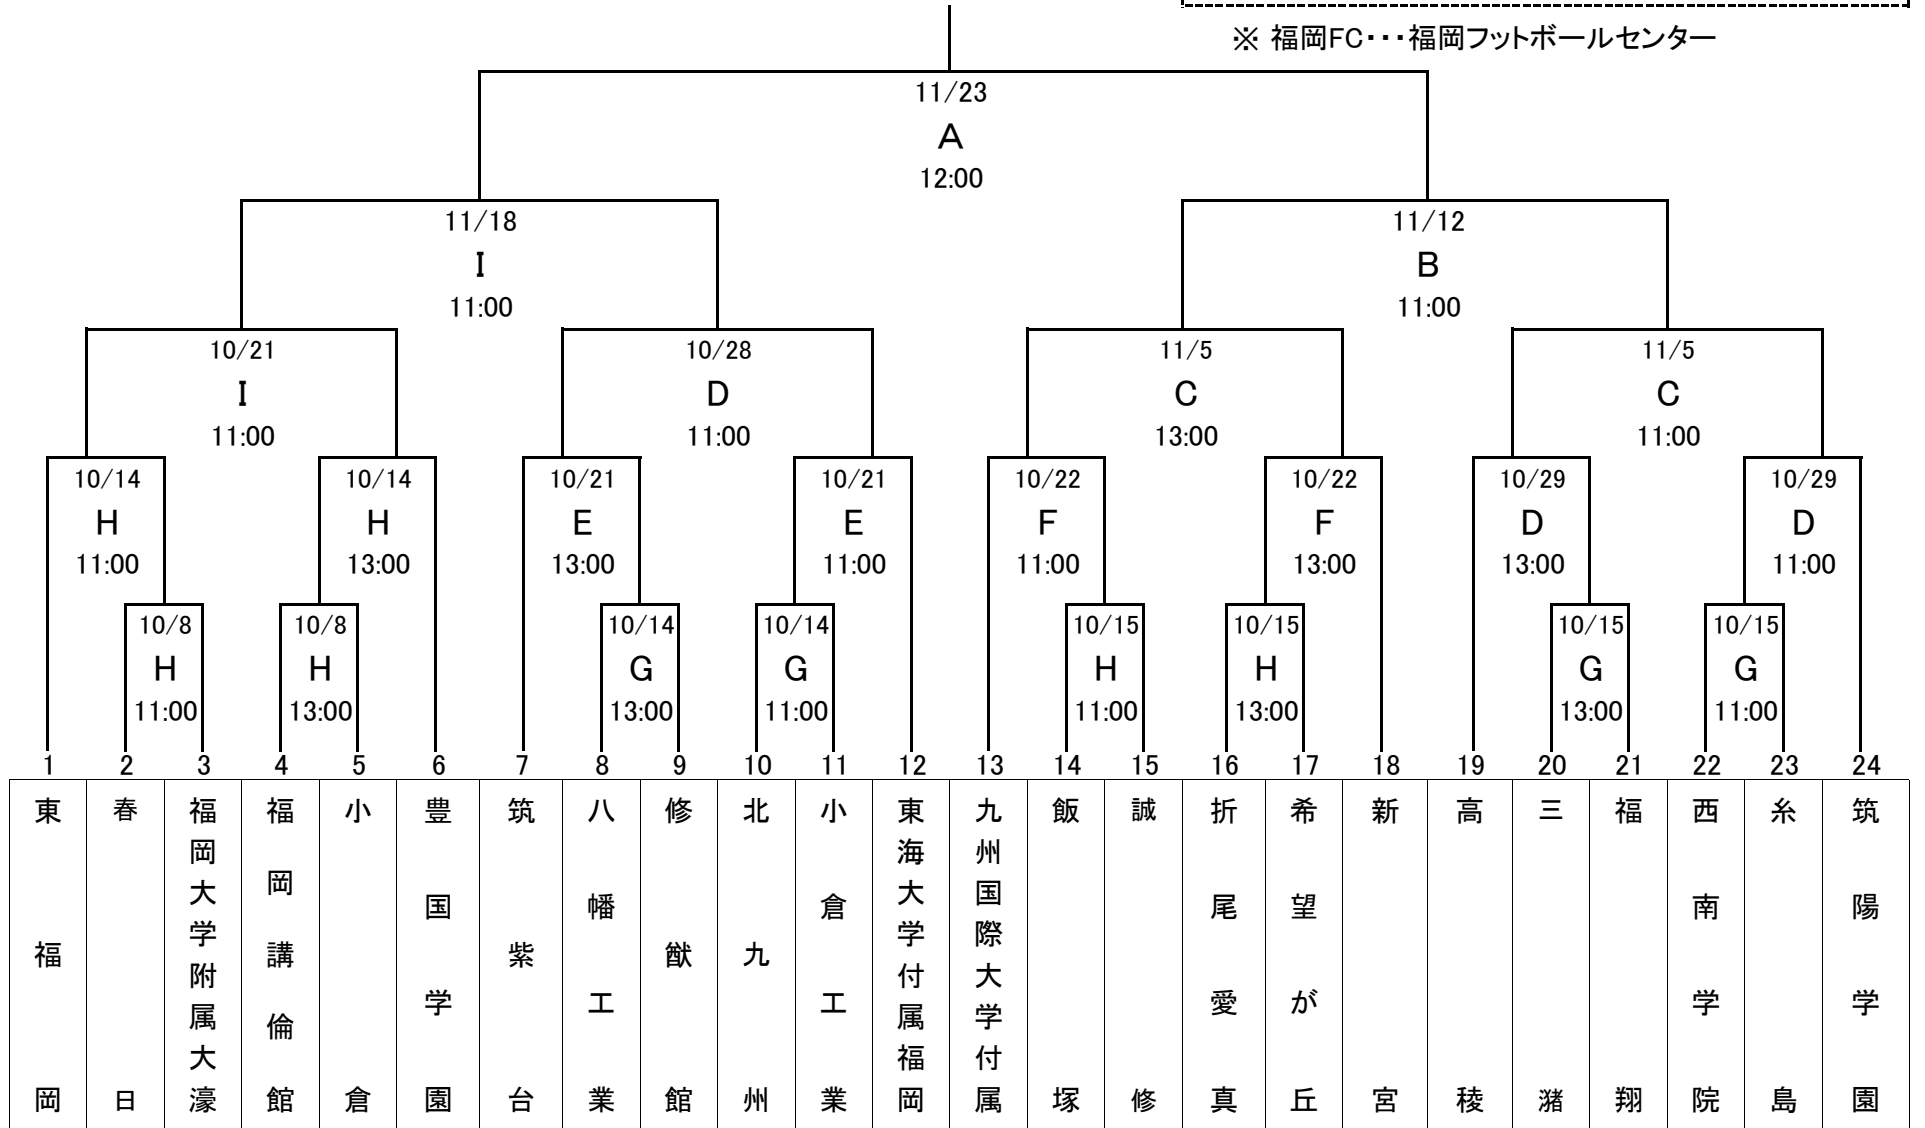 ※ 福岡FC・・・福岡フットボールセンター
11/23
A
12:00
11/18
I
11:00
11/12
B
11:00
10/21
I
11:00
10/28
D
11:00
11/5
C
13:00
11/5
C
11:00
10/14
H
11:00
10/14
H
13:00
10/21
E
13:00
10/21
E
11:00
10/22
F
11:00
10/22
F
13:00
10/29
D
13:00
10/29
D
11:00
10/8
H
11:00
10/8
H
13:00
10/14
G
13:00
10/14
G
11:00
10/15
H
11:00
10/15
H
13:00
10/15
G
13:00
10/15
G
11:00
1 2 3 4 5 6 7 8 9 10 11 12 13 14 15 16 17 18 19 20 21 22 23 24
東福岡
春日
福岡大学附属大濠
福岡講倫館
小倉
豊国学園
筑紫台
八幡工業
修猷館
北九州
小倉工業
東海大学付属福岡
九州国際大学付属
飯塚
誠修
折尾愛真
希望が丘
新宮
高稜
三潴
福翔
西南学院
糸島
筑陽学園